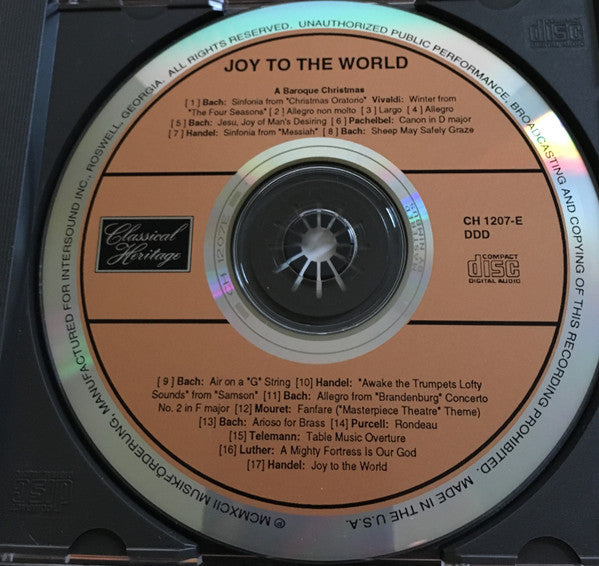 JOY TO THE WORLD
A Baroque Christmas
[ 1 ] Bach: Sinfonia from "Christmas Oratorio" Vivaldi: Winter from
"The Four Seasons" [ 2 ] Allegro non molto [ 3 ] Largo [ 4 ] Allegro
[ 5 ] Bach: Jesu, Joy of Man's Desiring [ 6 ] Pachelbel: Canon in D major
[ 7 ] Handel: Sinfonia from "Messiah" [ 8 ] Bach: Sheep May Safely Graze
Classical
Heritage
CH 1207-E
DDD
COMPACT
disc
DIGITAL AUDIO
[ 9 ] Bach: Air on a "G" String [10] Handel: "Awake the Trumpets Lofty
Sounds" from "Samson" [11] Bach: Allegro from "Brandenburg" Concerto
No. 2 in F major [12] Mouret: Fanfare ("Masterpiece Theatre" Theme)
[13] Bach: Arioso for Brass [14] Purcell: Rondeau
[15] Telemann: Table Music Overture
[16] Luther: A Mighty Fortress Is Our God
[17] Handel: Joy to the World
℗ MCMXCII MUSIKFÖRDERUNG, MANUFACTURED FOR INTERSOUND INC., ROSWELL, GEORGIA. ALL RIGHTS RESERVED. UNAUTHORIZED PUBLIC PERFORMANCE, BROADCASTING AND COPYING OF THIS RECORDING PROHIBITED. MADE IN THE U.S.A.
CH 1207E
disc
disc